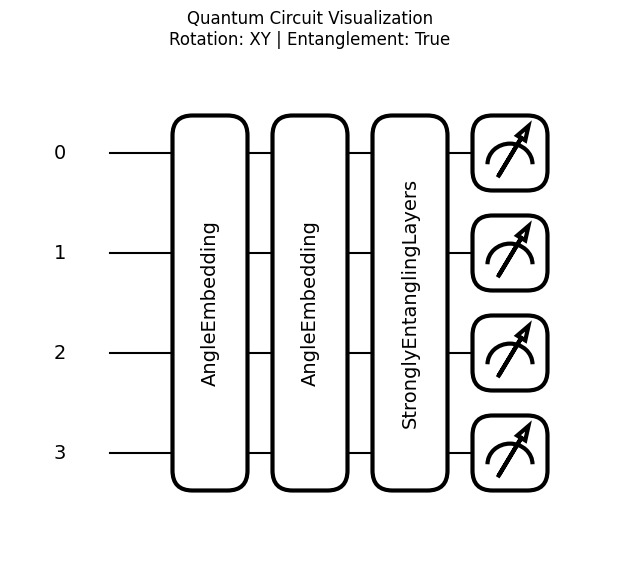 Quantum Circuit Visualization
Rotation: XY | Entanglement: True
0
1
2
3
AngleEmbedding
AngleEmbedding
StronglyEntanglingLayers